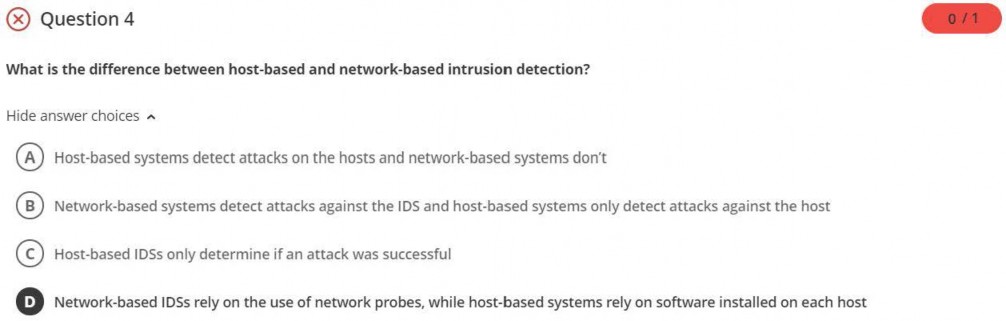 Question 4
0 / 1
What is the difference between host-based and network-based intrusion detection?
Hide answer choices
A Host-based systems detect attacks on the hosts and network-based systems don't
B Network-based systems detect attacks against the IDS and host-based systems only detect attacks against the host
C Host-based IDSs only determine if an attack was successful
D Network-based IDSs rely on the use of network probes, while host-based systems rely on software installed on each host